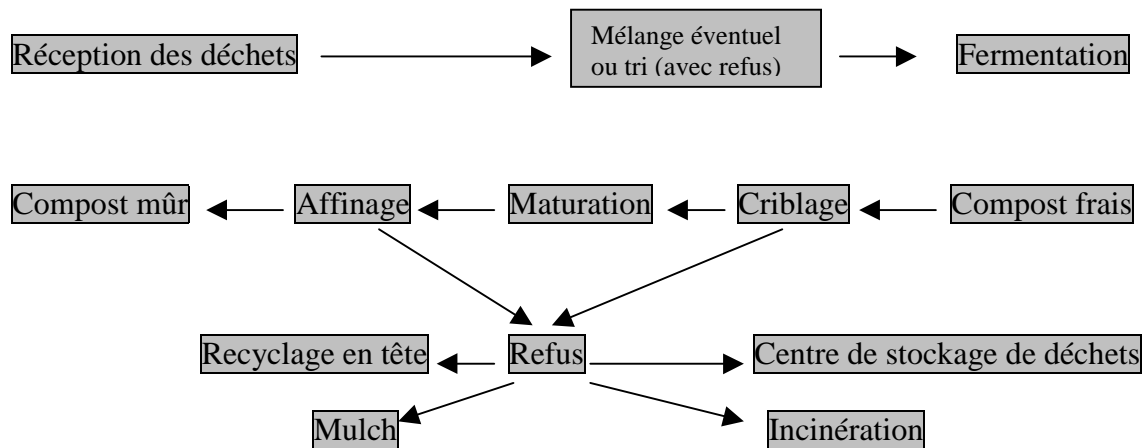 Réception des déchets
Mélange éventuel
ou tri (avec refus)
Fermentation
Compost mûr
Affinage
Maturation
Criblage
Compost frais
Recyclage en tête
Refus
Centre de stockage de déchets
Mulch
Incinération